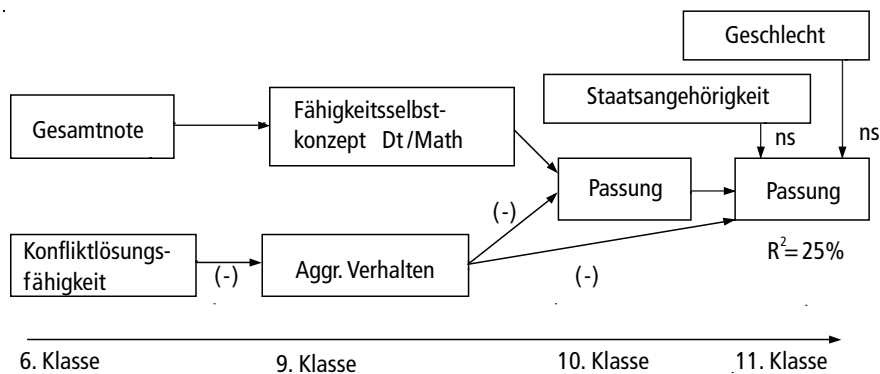 Geschlecht
Staatsangehörigkeit
Gesamtnote
Fähigkeitsselbst-
konzept Dt/Math
ns
ns
Passung
Passung
(-)
Konfliktlösungs-
fähigkeit
(-)
Aggr. Verhalten
(-)
R²= 25%
6. Klasse
9. Klasse
10. Klasse
11. Klasse